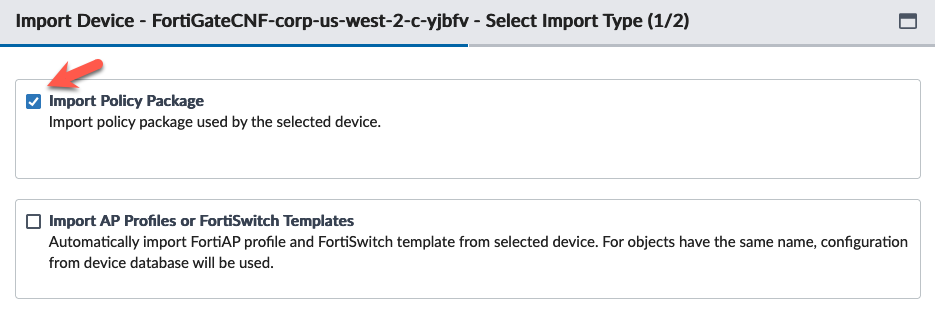 Import Device - FortiGateCNF-corp-us-west-2-c-yjbfv - Select Import Type (1/2)
Import Policy Package
Import policy package used by the selected device.
Import AP Profiles or FortiSwitch Templates
Automatically import FortiAP profile and FortiSwitch template from selected device. For objects have the same name, configuration
from device database will be used.